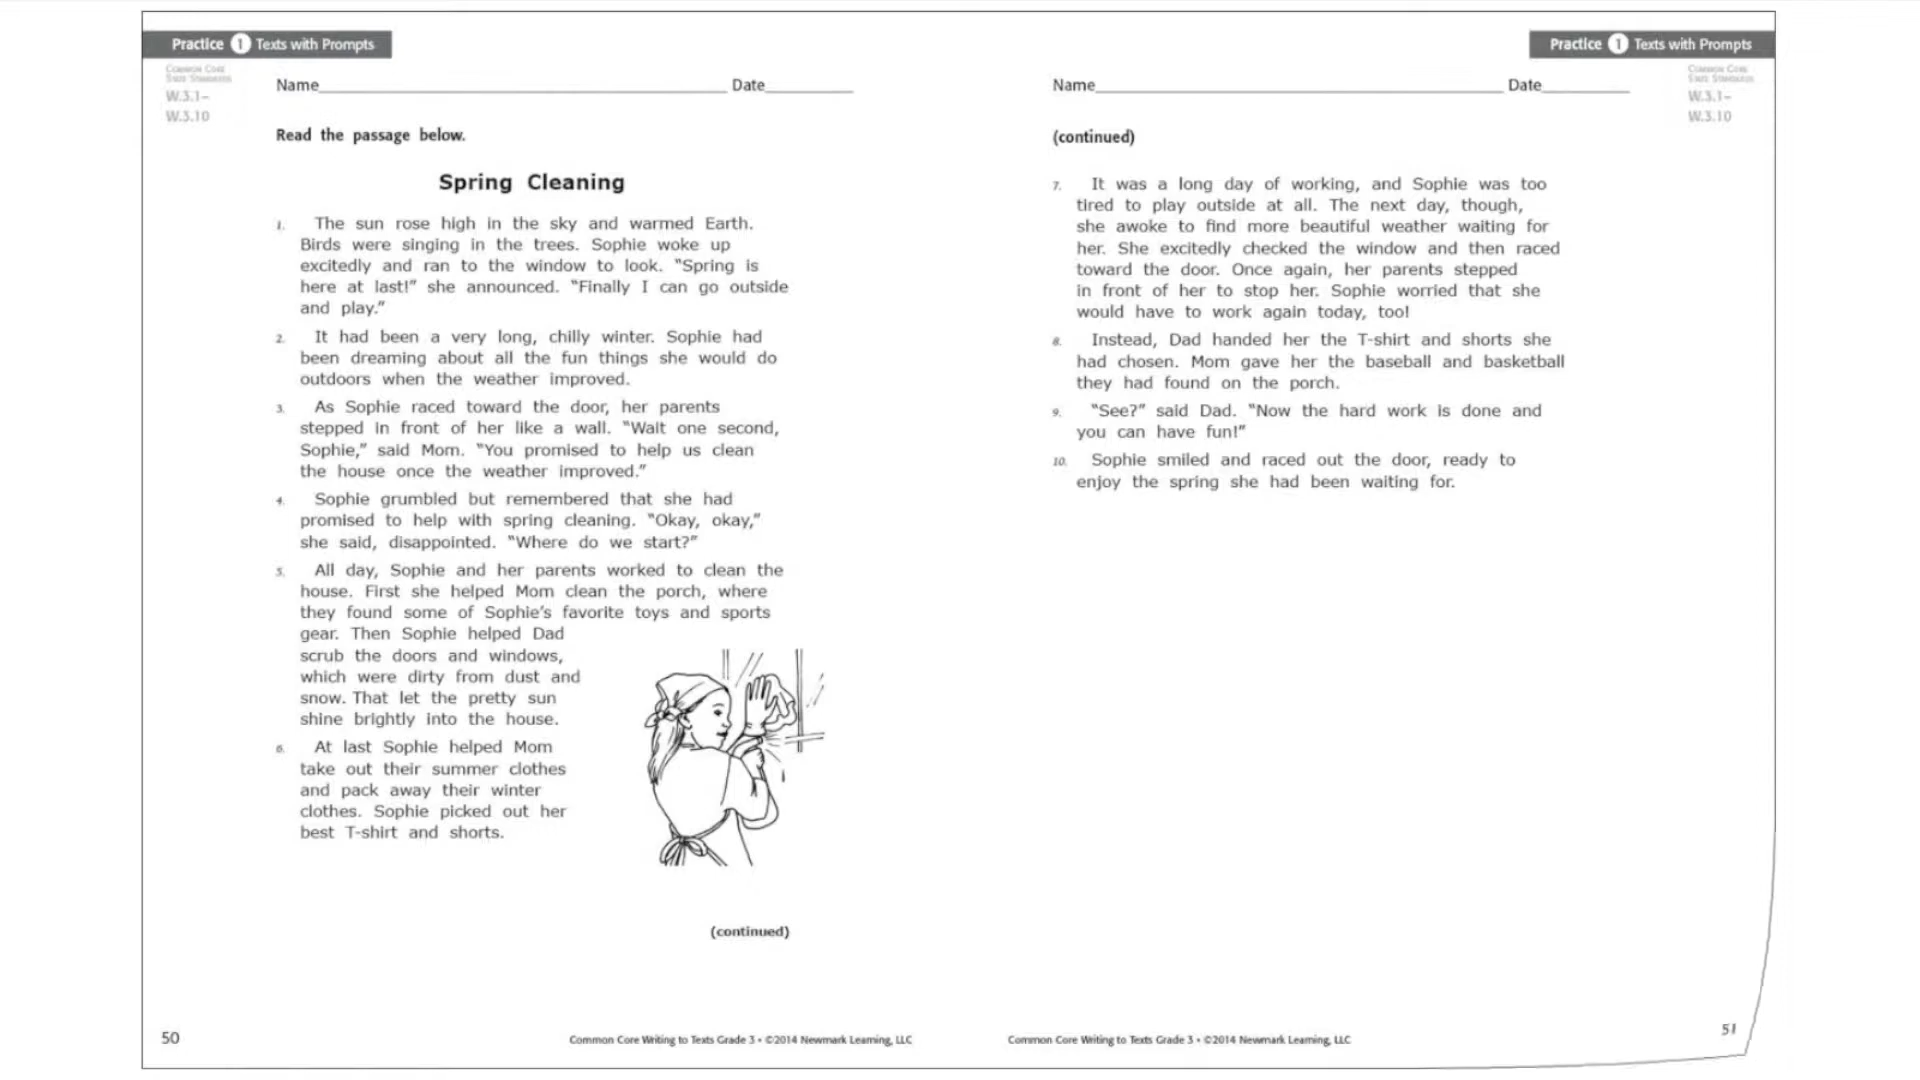 Practice 1 Texts with Prompts
Common Core
State Standards
W.3.1–
W.3.10
Name Date
Read the passage below.
Spring Cleaning
1. The sun rose high in the sky and warmed Earth.
Birds were singing in the trees. Sophie woke up
excitedly and ran to the window to look. “Spring is
here at last!” she announced. “Finally I can go outside
and play.”
2. It had been a very long, chilly winter. Sophie had
been dreaming about all the fun things she would do
outdoors when the weather improved.
3. As Sophie raced toward the door, her parents
stepped in front of her like a wall. “Wait one second,
Sophie,” said Mom. “You promised to help us clean
the house once the weather improved.”
4. Sophie grumbled but remembered that she had
promised to help with spring cleaning. “Okay, okay,”
she said, disappointed. “Where do we start?”
5. All day, Sophie and her parents worked to clean the
house. First she helped Mom clean the porch, where
they found some of Sophie’s favorite toys and sports
gear. Then Sophie helped Dad
scrub the doors and windows,
which were dirty from dust and
snow. That let the pretty sun
shine brightly into the house.
6. At last Sophie helped Mom
take out their summer clothes
and pack away their winter
clothes. Sophie picked out her
best T-shirt and shorts.
(continued)
50
Common Core Writing to Texts Grade 3 • ©2014 Newmark Learning, LLC
Practice 1 Texts with Prompts
Common Core
State Standards
W.3.1–
W.3.10
Name Date
(continued)
7. It was a long day of working, and Sophie was too
tired to play outside at all. The next day, though,
she awoke to find more beautiful weather waiting for
her. She excitedly checked the window and then raced
toward the door. Once again, her parents stepped
in front of her to stop her. Sophie worried that she
would have to work again today, too!
8. Instead, Dad handed her the T-shirt and shorts she
had chosen. Mom gave her the baseball and basketball
they had found on the porch.
9. “See?” said Dad. “Now the hard work is done and
you can have fun!”
10. Sophie smiled and raced out the door, ready to
enjoy the spring she had been waiting for.
Common Core Writing to Texts Grade 3 • ©2014 Newmark Learning, LLC
51